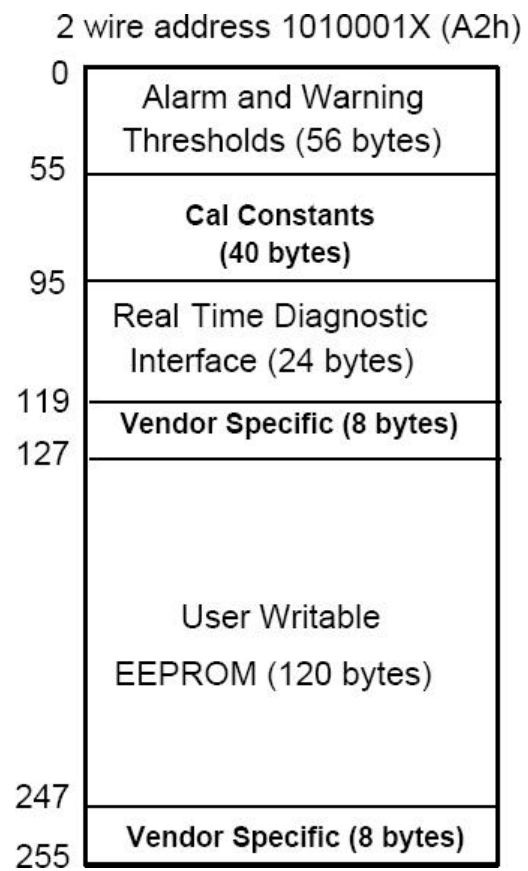 2 wire address 1010001X (A2h)
0
Alarm and Warning
Thresholds (56 bytes)
55
Cal Constants
(40 bytes)
95
Real Time Diagnostic
Interface (24 bytes)
119
Vendor Specific (8 bytes)
127
User Writable
EEPROM (120 bytes)
247
Vendor Specific (8 bytes)
255